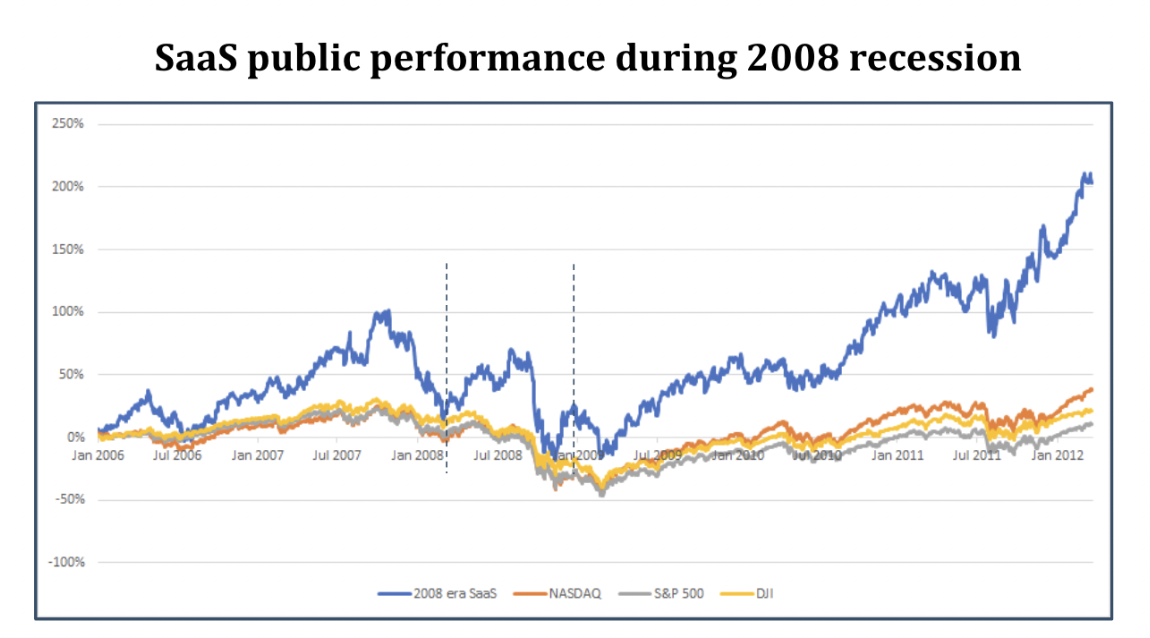 SaaS public performance during 2008 recession
250%
200%
150%
100%
50%
0%
-50%
-100%
Jan 2006 Jul 2006 Jan 2007 Jul 2007 Jan 2008 Jul 2008 Jan 2009 Jul 2009 Jan 2010 Jul 2010 Jan 2011 Jul 2011 Jan 2012
2008 era SaaS NASDAQ S&P 500 DJI